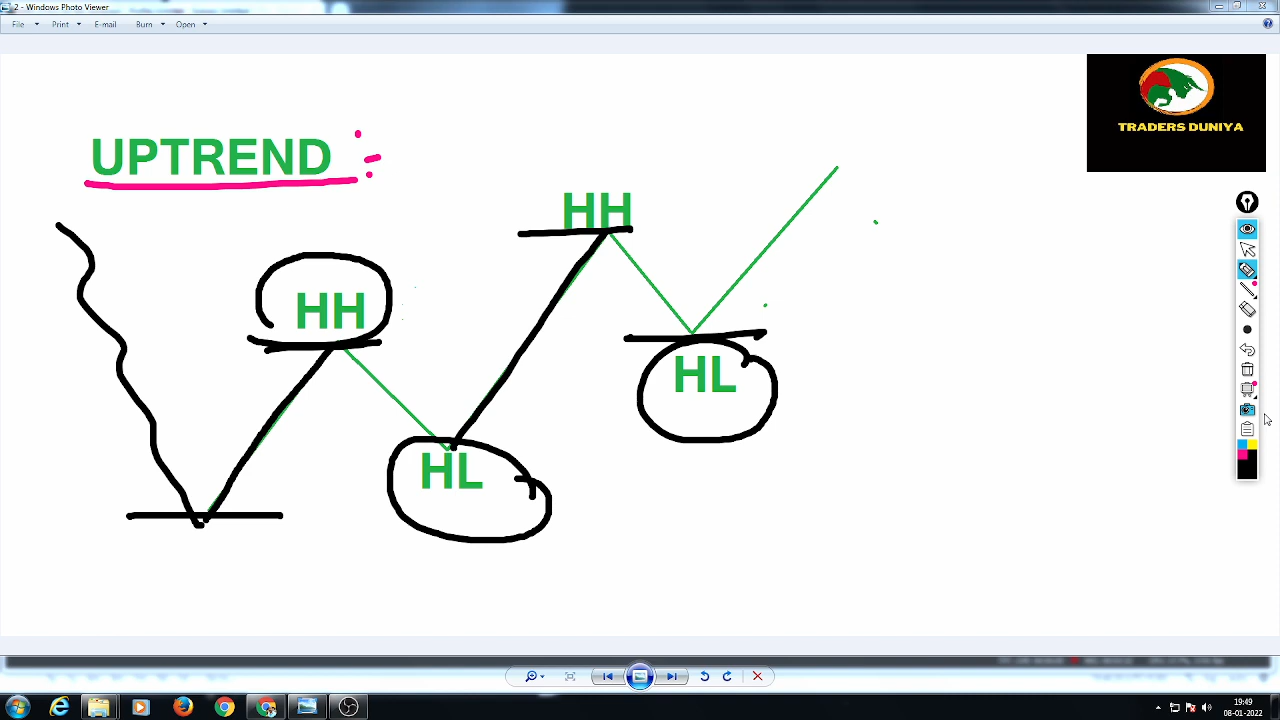 2 - Windows Photo Viewer
File Print E-mail Burn Open
TRADERS DUNIYA
UPTREND
HH
HH
HL
HL
19:49
08-01-2022